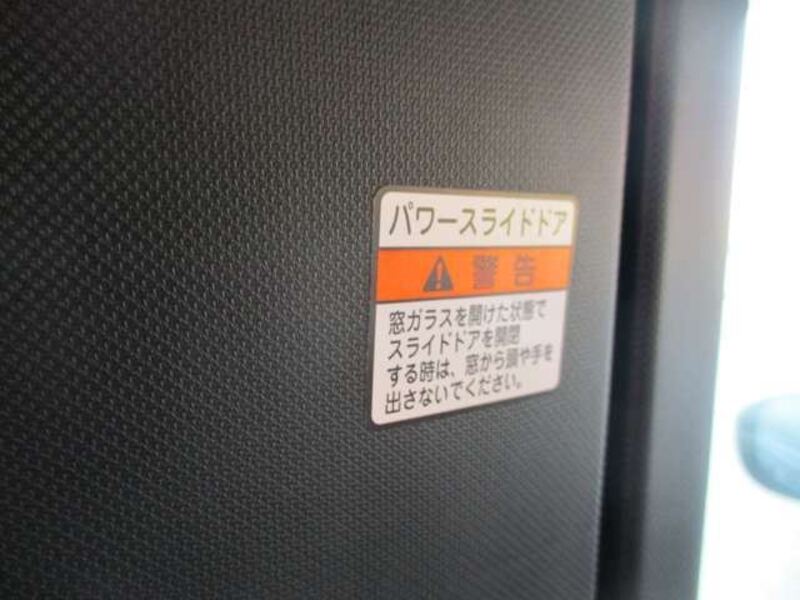 パワースライドドア
警告
窓ガラスを開けた状態で
スライドドアを開閉
する時は、窓から頭や手を
出さないでください。